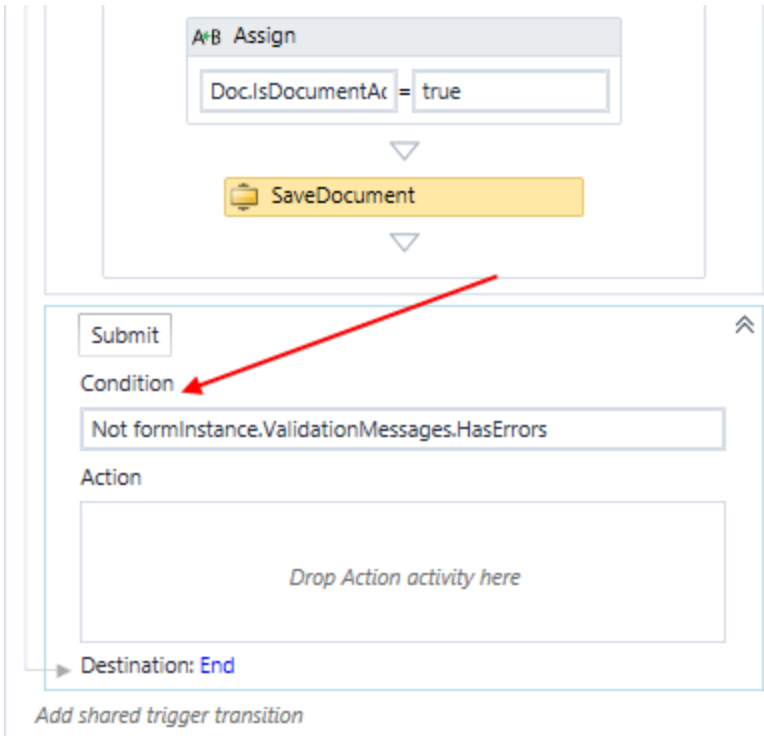 A+B Assign
Doc.IsDocumentAc = true
SaveDocument
Submit
Condition
Not formInstance.ValidationMessages.HasErrors
Action
Drop Action activity here
Destination: End
Add shared trigger transition